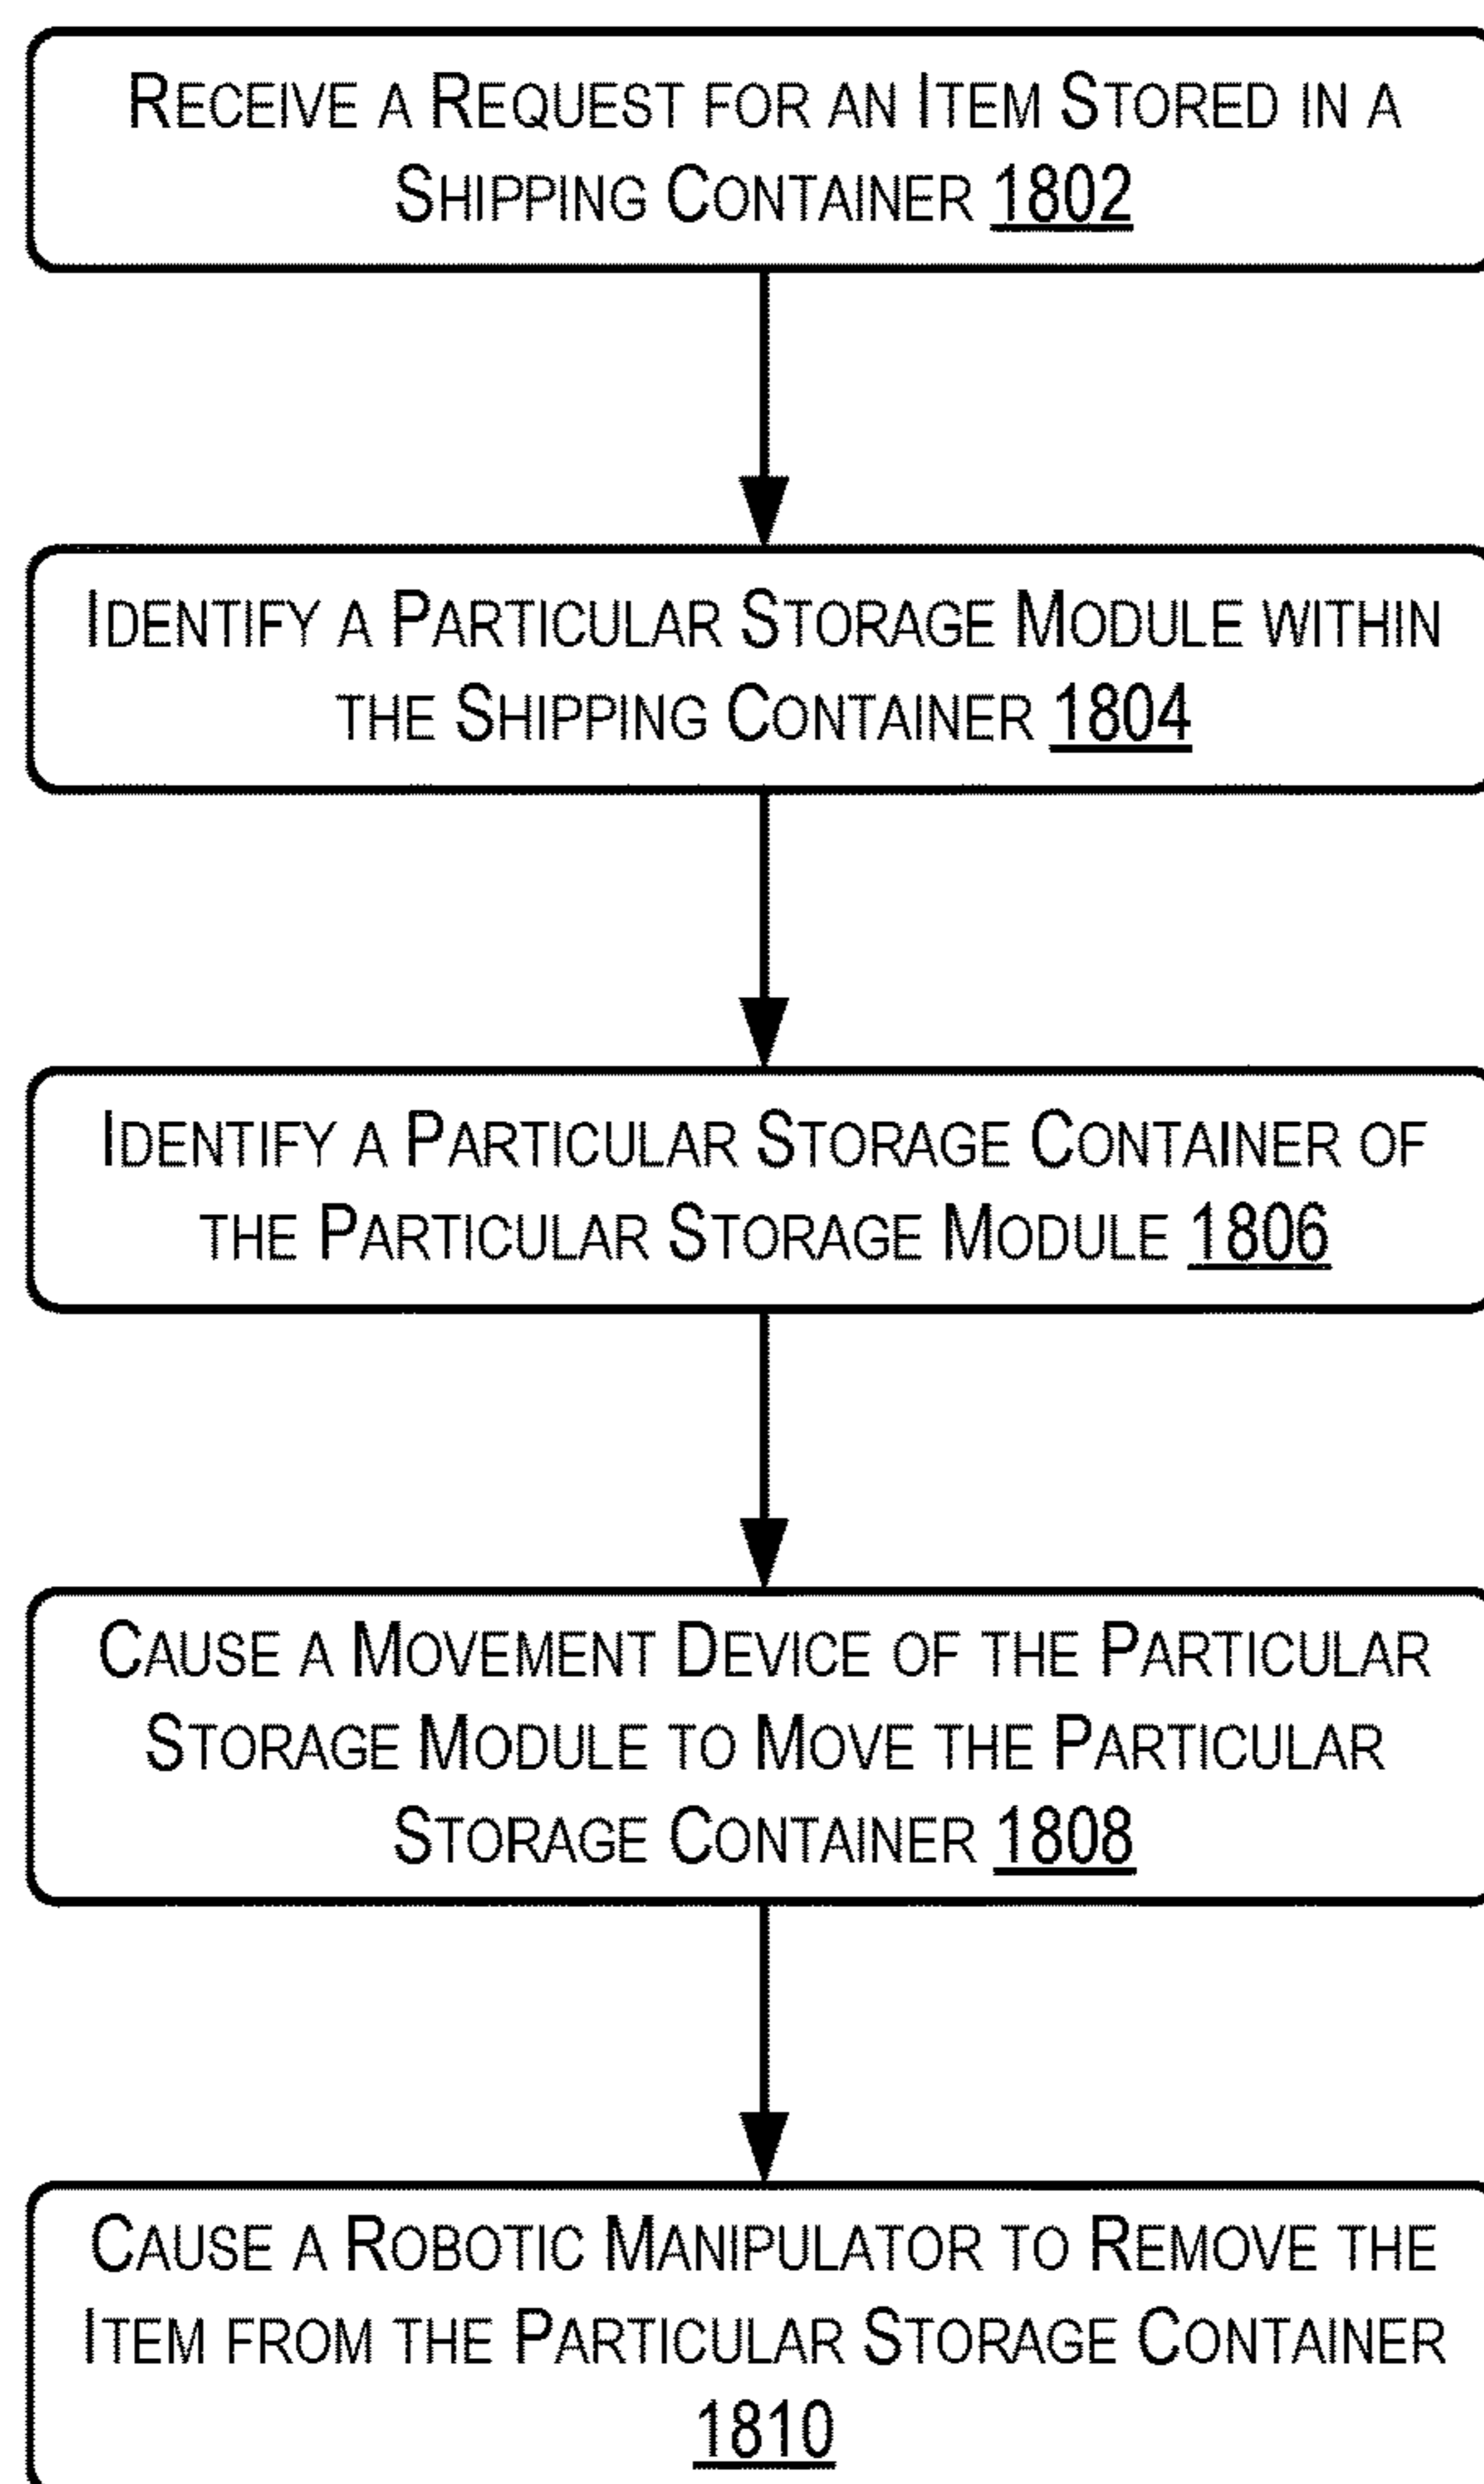 RECEIVE A REQUEST FOR AN ITEM STORED IN A
SHIPPING CONTAINER 1802
IDENTIFY A PARTICULAR STORAGE MODULE WITHIN
THE SHIPPING CONTAINER 1804
IDENTIFY A PARTICULAR STORAGE CONTAINER OF
THE PARTICULAR STORAGE MODULE 1806
CAUSE A MOVEMENT DEVICE OF THE PARTICULAR
STORAGE MODULE TO MOVE THE PARTICULAR
STORAGE CONTAINER 1808
CAUSE A ROBOTIC MANIPULATOR TO REMOVE THE
ITEM FROM THE PARTICULAR STORAGE CONTAINER
1810